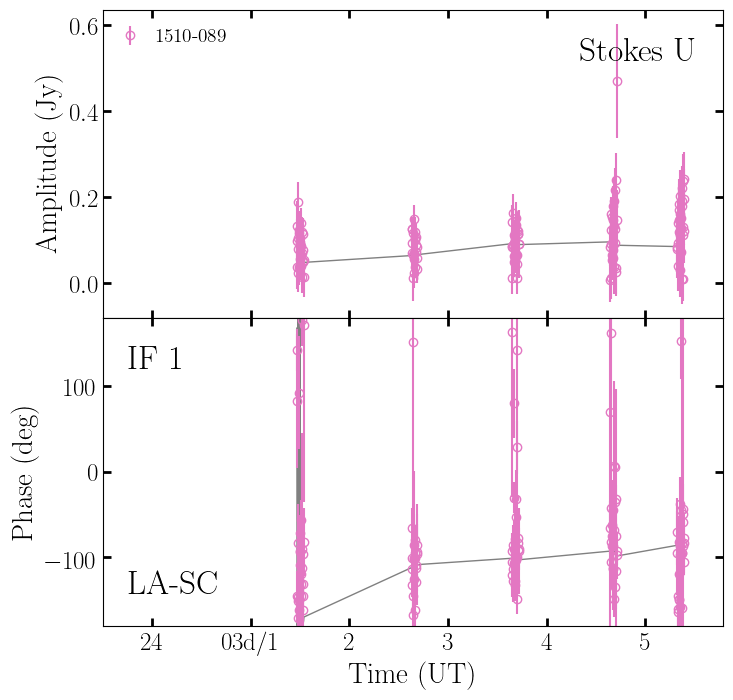 0.6
1510-089
Stokes U
0.4
0.2
0.0
Amplitude (Jy)
IF 1
100
0
−100
Phase (deg)
LA-SC
24 03d/1 2 3 4 5
Time (UT)